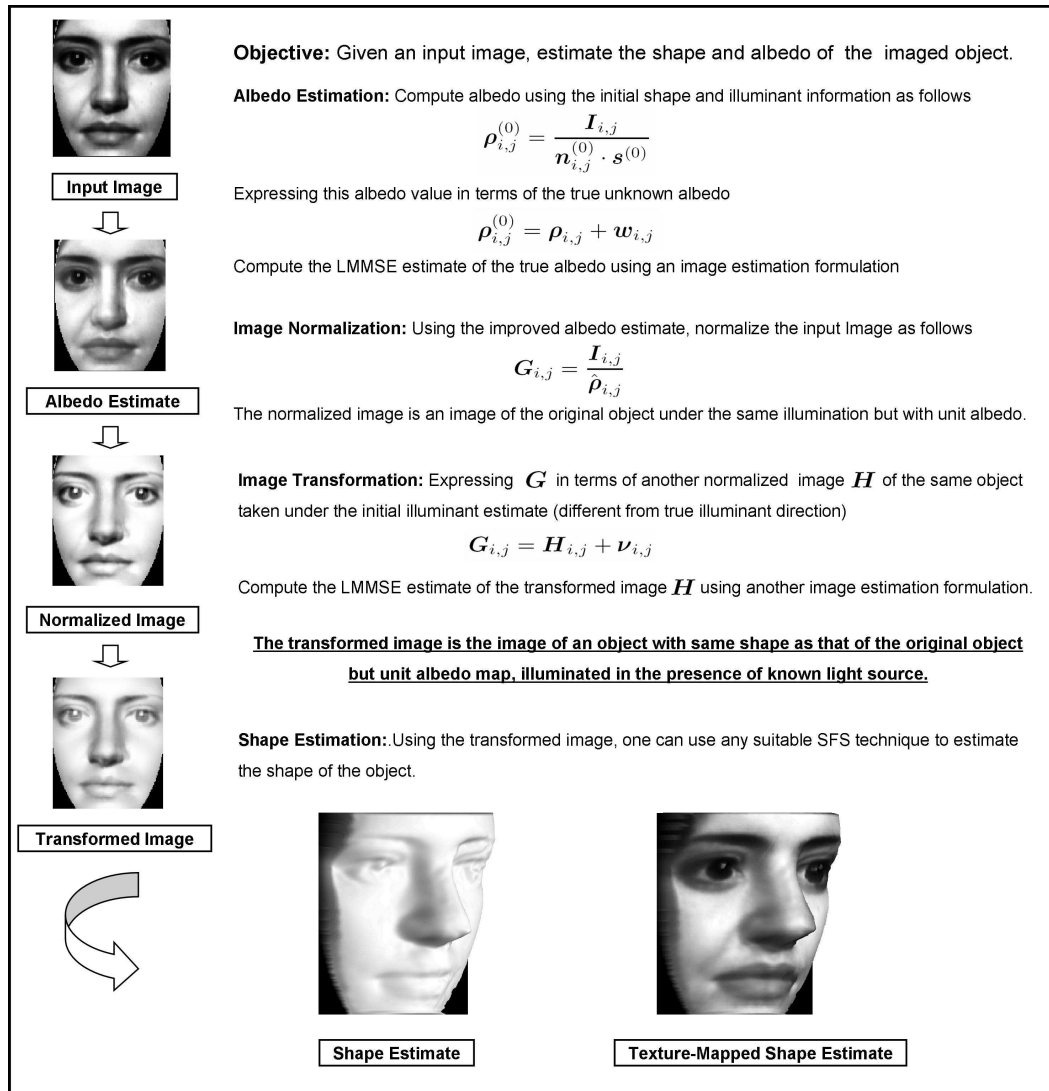 Objective: Given an input image, estimate the shape and albedo of the imaged object.
Albedo Estimation: Compute albedo using the initial shape and illuminant information as follows
ρ_{i,j}^{(0)} = I_{i,j} / (n_{i,j}^{(0)} · s^{(0)})
Input Image
Expressing this albedo value in terms of the true unknown albedo
ρ_{i,j}^{(0)} = ρ_{i,j} + w_{i,j}
Compute the LMMSE estimate of the true albedo using an image estimation formulation
Image Normalization: Using the improved albedo estimate, normalize the input Image as follows
G_{i,j} = I_{i,j} / ρ̂_{i,j}
Albedo Estimate
The normalized image is an image of the original object under the same illumination but with unit albedo.
Image Transformation: Expressing G in terms of another normalized image H of the same object
taken under the initial illuminant estimate (different from true illuminant direction)
G_{i,j} = H_{i,j} + ν_{i,j}
Compute the LMMSE estimate of the transformed image H using another image estimation formulation.
Normalized Image
The transformed image is the image of an object with same shape as that of the original object
but unit albedo map, illuminated in the presence of known light source.
Shape Estimation:.Using the transformed image, one can use any suitable SFS technique to estimate
the shape of the object.
Transformed Image
Shape Estimate
Texture-Mapped Shape Estimate